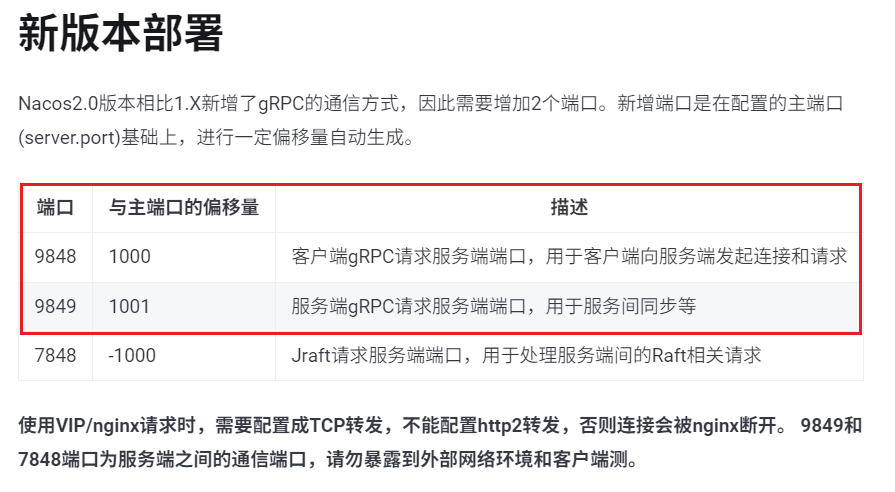 新版本部署
Nacos2.0版本相比1.X新增了gRPC的通信方式，因此需要增加2个端口。新增端口是在配置的主端口
(server.port)基础上，进行一定偏移量自动生成。
端口 与主端口的偏移量 描述
9848 1000 客户端gRPC请求服务端端口，用于客户端向服务端发起连接和请求
9849 1001 服务端gRPC请求服务端端口，用于服务间同步等
7848 -1000 Jraft请求服务端端口，用于处理服务端间的Raft相关请求
使用VIP/nginx请求时，需要配置成TCP转发，不能配置http2转发，否则连接会被nginx断开。 9849和
7848端口为服务端之间的通信端口，请勿暴露到外部网络环境和客户端测。